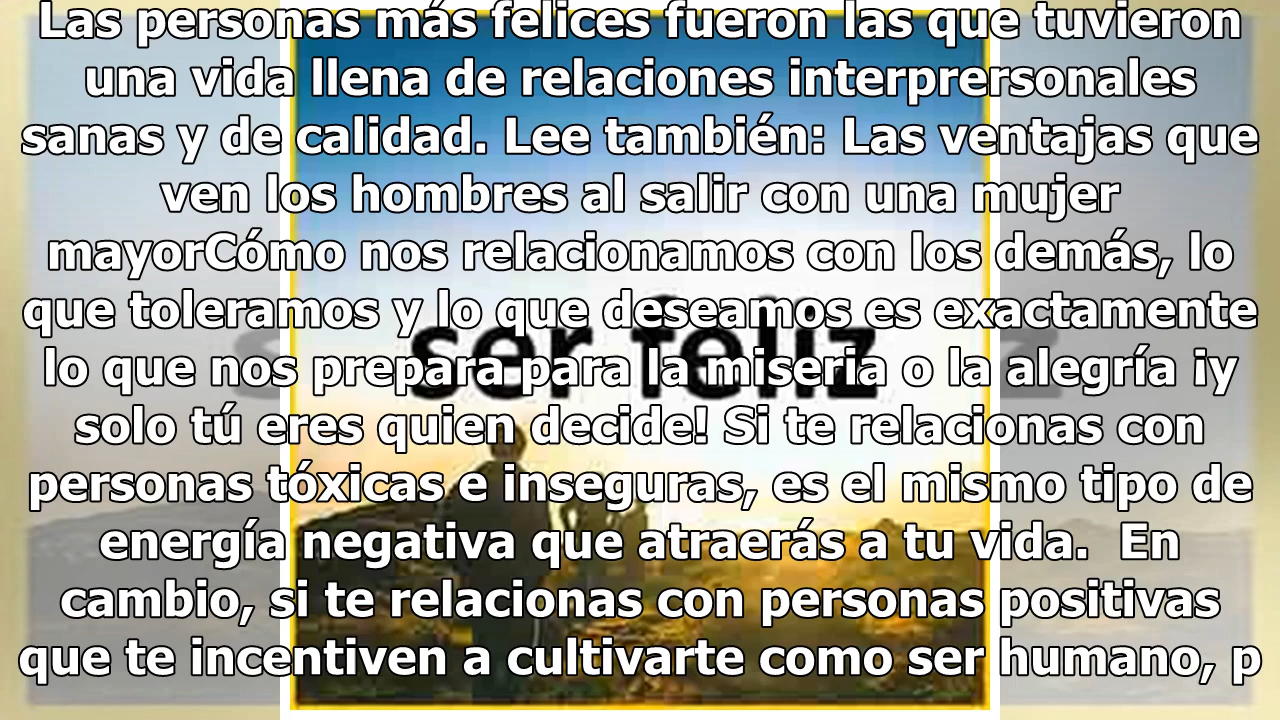 Las personas más felices fueron las que tuvieron
una vida llena de relaciones interprersonales
sanas y de calidad. Lee también: Las ventajas que
ven los hombres al salir con una mujer
mayorCómo nos relacionamos con los demás, lo
que toleramos y lo que deseamos es exactamente
lo que nos prepara para la miseria o la alegría ¡y
solo tú eres quien decide! Si te relacionas con
personas tóxicas e inseguras, es el mismo tipo de
energía negativa que atraerás a tu vida.  En
cambio, si te relacionas con personas positivas
que te incentiven a cultivarte como ser humano, p
ser feliz